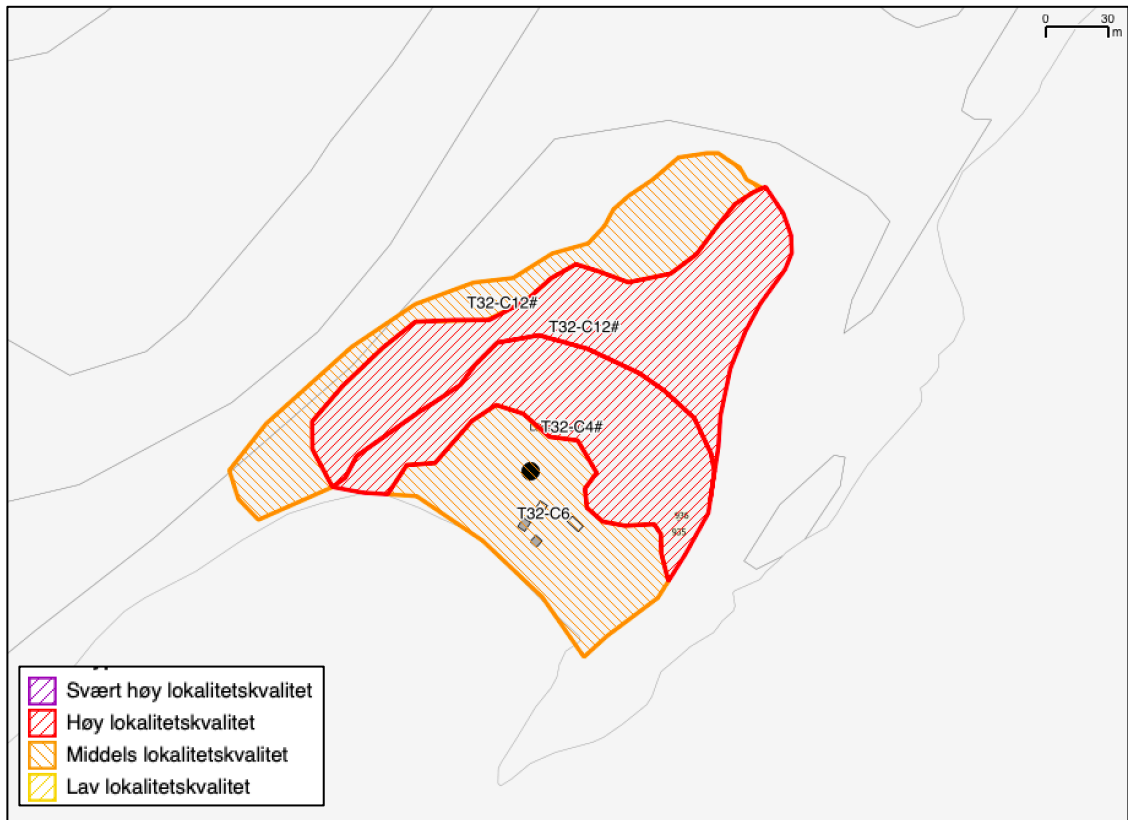 0 30
m
T32-C12#
T32-C12#
T32-C4#
T32-C6
936
935
Svært høy lokalitetskvalitet
Høy lokalitetskvalitet
Middels lokalitetskvalitet
Lav lokalitetskvalitet